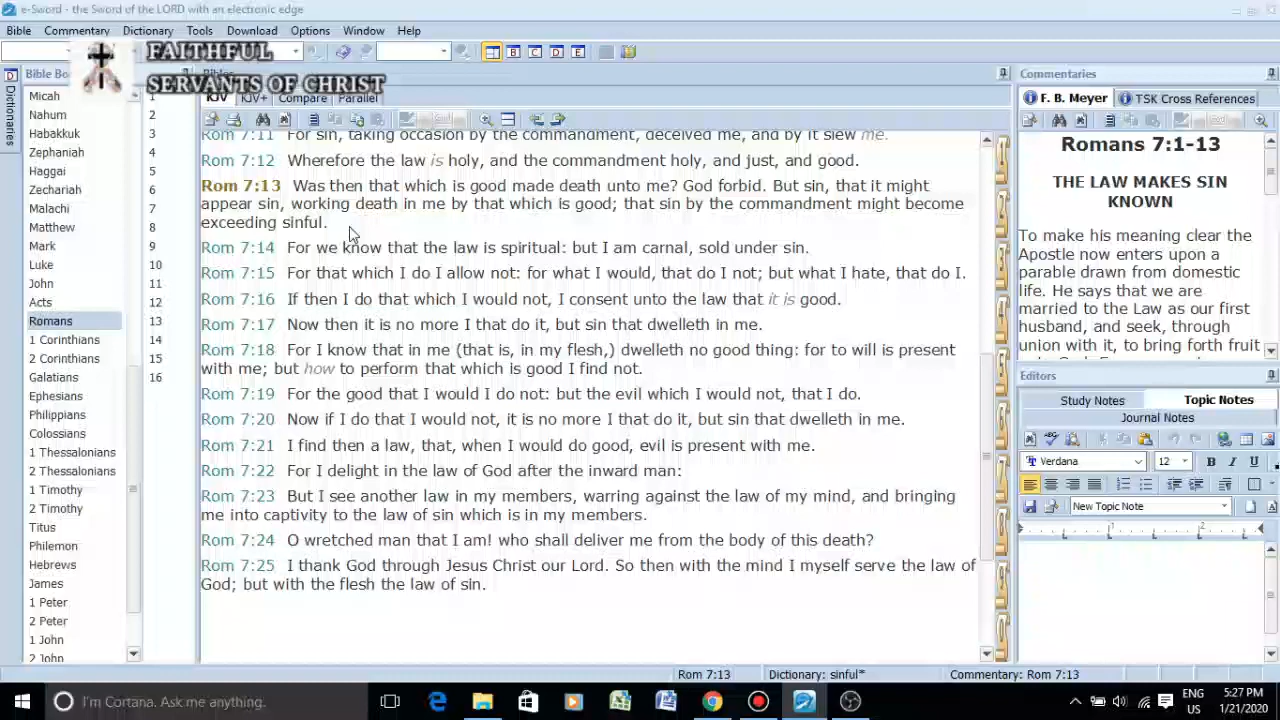 e-Sword - the Sword of the LORD with an electronic edge
Bible Commentary Dictionary Tools Download Options Window Help
B C D E
FAITHFUL
SERVANTS OF CHRIST
Dictionaries
Bible Bo
Micah
Nahum
Habakkuk
Zephaniah
Haggai
Zechariah
Malachi
Matthew
Mark
Luke
John
Acts
Romans
1 Corinthians
2 Corinthians
Galatians
Ephesians
Philippians
Colossians
1 Thessalonians
2 Thessalonians
1 Timothy
2 Timothy
Titus
Philemon
Hebrews
James
1 Peter
2 Peter
1 John
2 John
1
2
3
4
5
6
7
8
9
10
11
12
13
14
15
16
KJV KJV+ Compare Parallel
Rom 7:11 For sin, taking occasion by the commandment, deceived me, and by it slew me.
Rom 7:12 Wherefore the law is holy, and the commandment holy, and just, and good.
Rom 7:13 Was then that which is good made death unto me? God forbid. But sin, that it might
appear sin, working death in me by that which is good; that sin by the commandment might become
exceeding sinful.
Rom 7:14 For we know that the law is spiritual: but I am carnal, sold under sin.
Rom 7:15 For that which I do I allow not: for what I would, that do I not; but what I hate, that do I.
Rom 7:16 If then I do that which I would not, I consent unto the law that it is good.
Rom 7:17 Now then it is no more I that do it, but sin that dwelleth in me.
Rom 7:18 For I know that in me (that is, in my flesh,) dwelleth no good thing: for to will is present
with me; but how to perform that which is good I find not.
Rom 7:19 For the good that I would I do not: but the evil which I would not, that I do.
Rom 7:20 Now if I do that I would not, it is no more I that do it, but sin that dwelleth in me.
Rom 7:21 I find then a law, that, when I would do good, evil is present with me.
Rom 7:22 For I delight in the law of God after the inward man:
Rom 7:23 But I see another law in my members, warring against the law of my mind, and bringing
me into captivity to the law of sin which is in my members.
Rom 7:24 O wretched man that I am! who shall deliver me from the body of this death?
Rom 7:25 I thank God through Jesus Christ our Lord. So then with the mind I myself serve the law of
God; but with the flesh the law of sin.
Commentaries
F. B. Meyer TSK Cross References
Romans 7:1-13
THE LAW MAKES SIN
KNOWN
To make his meaning clear the
Apostle now enters upon a
parable drawn from domestic
life. He says that we are
married to the Law as our first
husband, and seek, through
union with it, to bring forth fruit
Editors
Study Notes Topic Notes
Journal Notes
Verdana 12 B I U
New Topic Note
1 2
Rom 7:13 Dictionary: sinful* Commentary: Rom 7:13
I'm Cortana. Ask me anything.
ENG
US
5:27 PM
1/21/2020